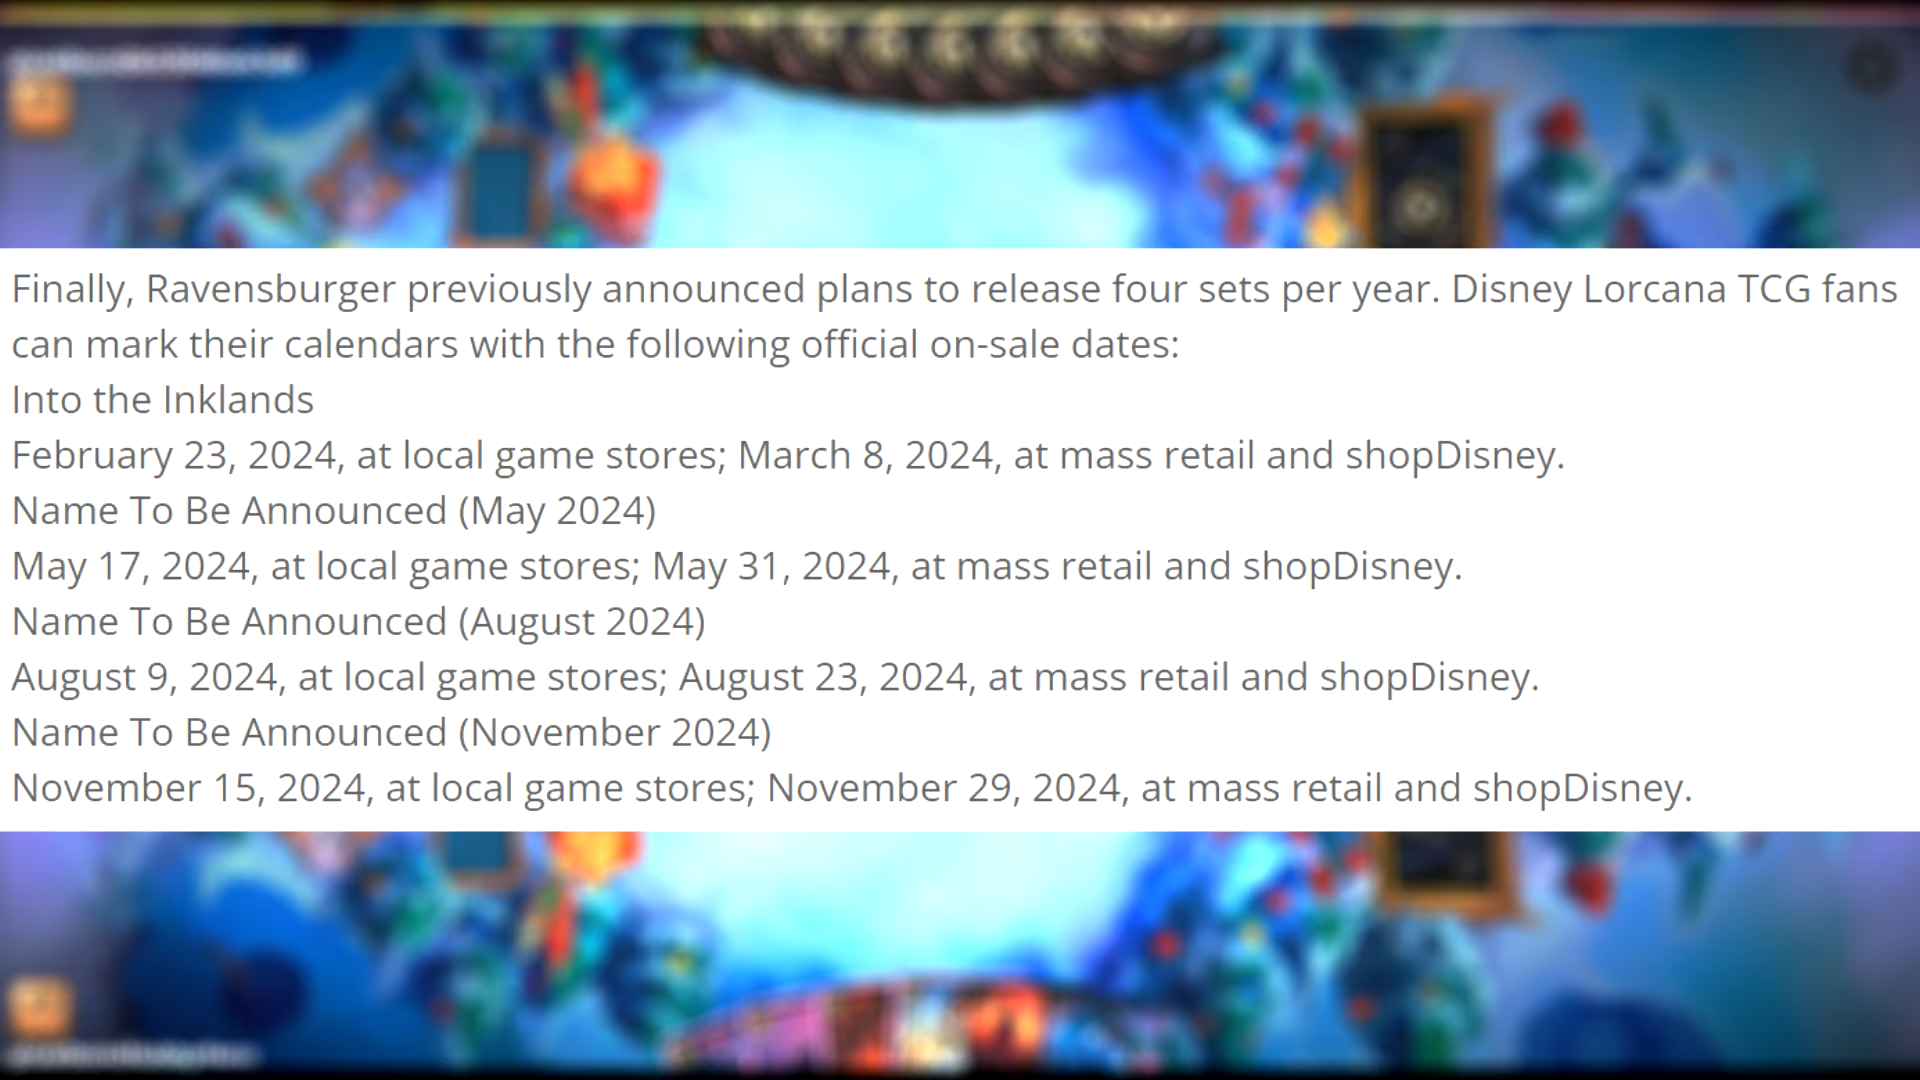 Finally, Ravensburger previously announced plans to release four sets per year. Disney Lorcana TCG fans
can mark their calendars with the following official on-sale dates:
Into the Inklands
February 23, 2024, at local game stores; March 8, 2024, at mass retail and shopDisney.
Name To Be Announced (May 2024)
May 17, 2024, at local game stores; May 31, 2024, at mass retail and shopDisney.
Name To Be Announced (August 2024)
August 9, 2024, at local game stores; August 23, 2024, at mass retail and shopDisney.
Name To Be Announced (November 2024)
November 15, 2024, at local game stores; November 29, 2024, at mass retail and shopDisney.